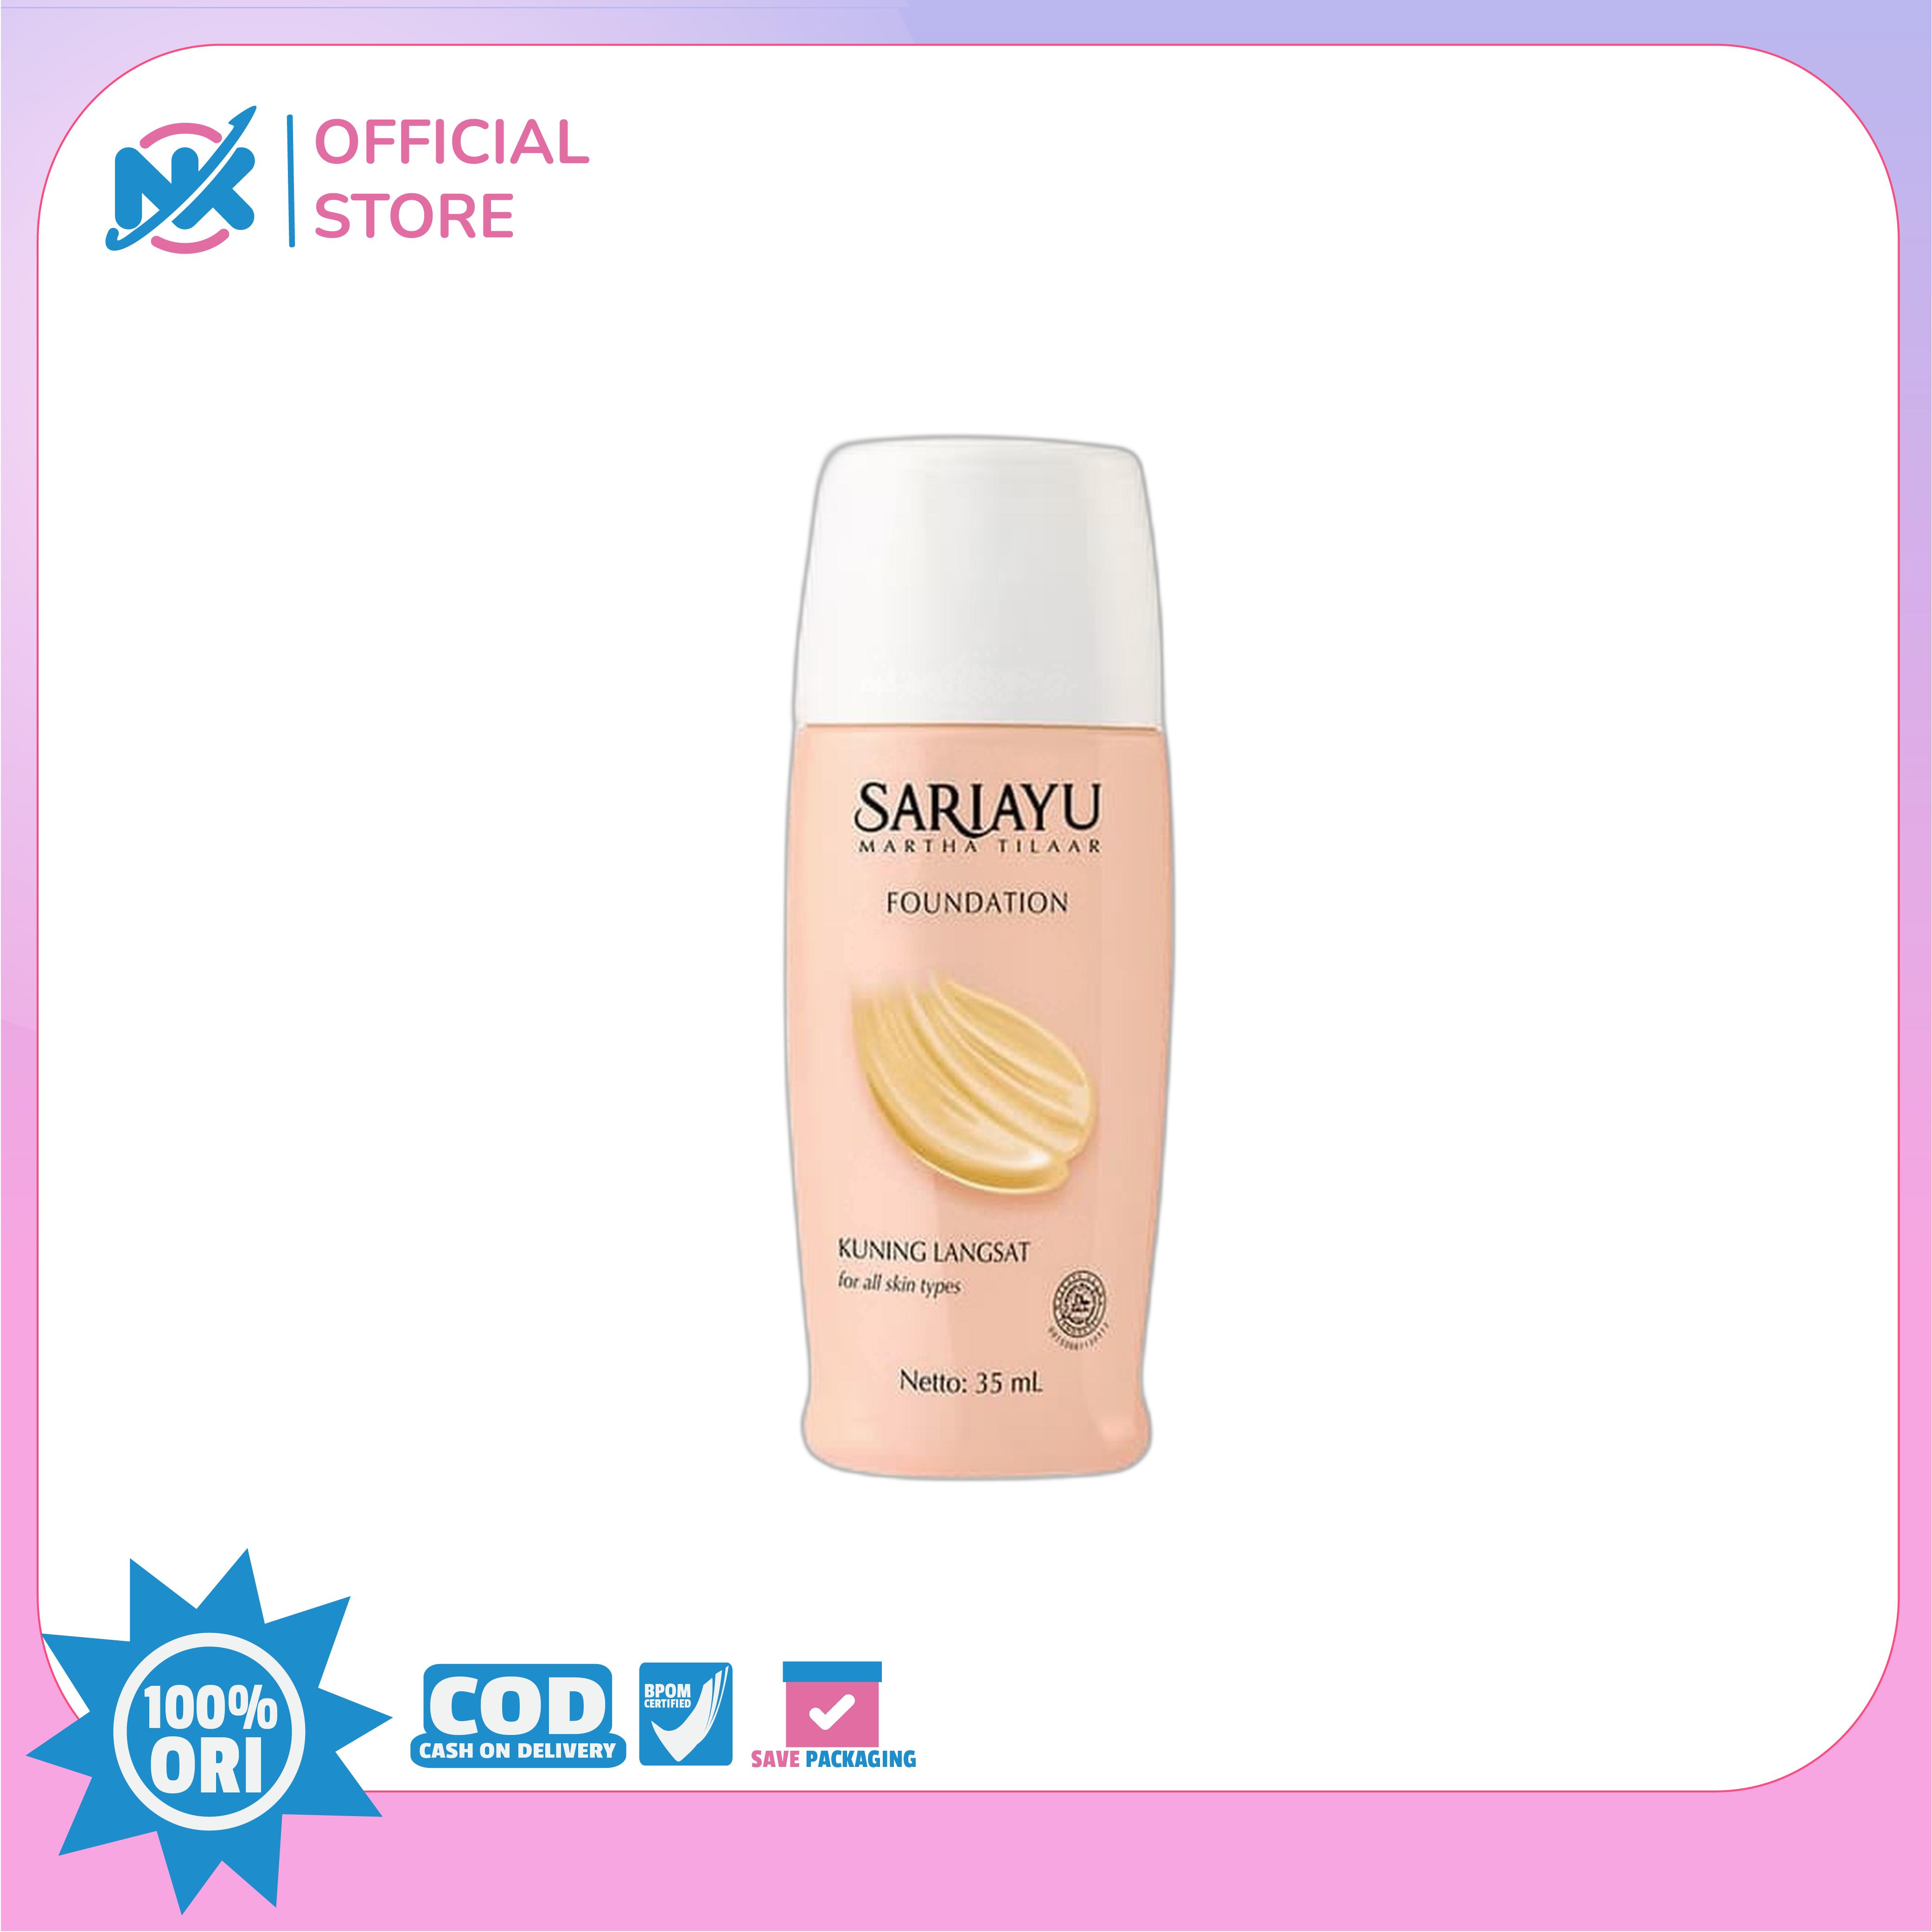 NK
OFFICIAL
STORE
SARIAYU
MARTHA TILAAR
FOUNDATION
KUNING LANGSAT
for all skin types
Netto: 35 mL
100%
ORI
COD
CASH ON DELIVERY
BPOM
CERTIFIED
SAVE PACKAGING